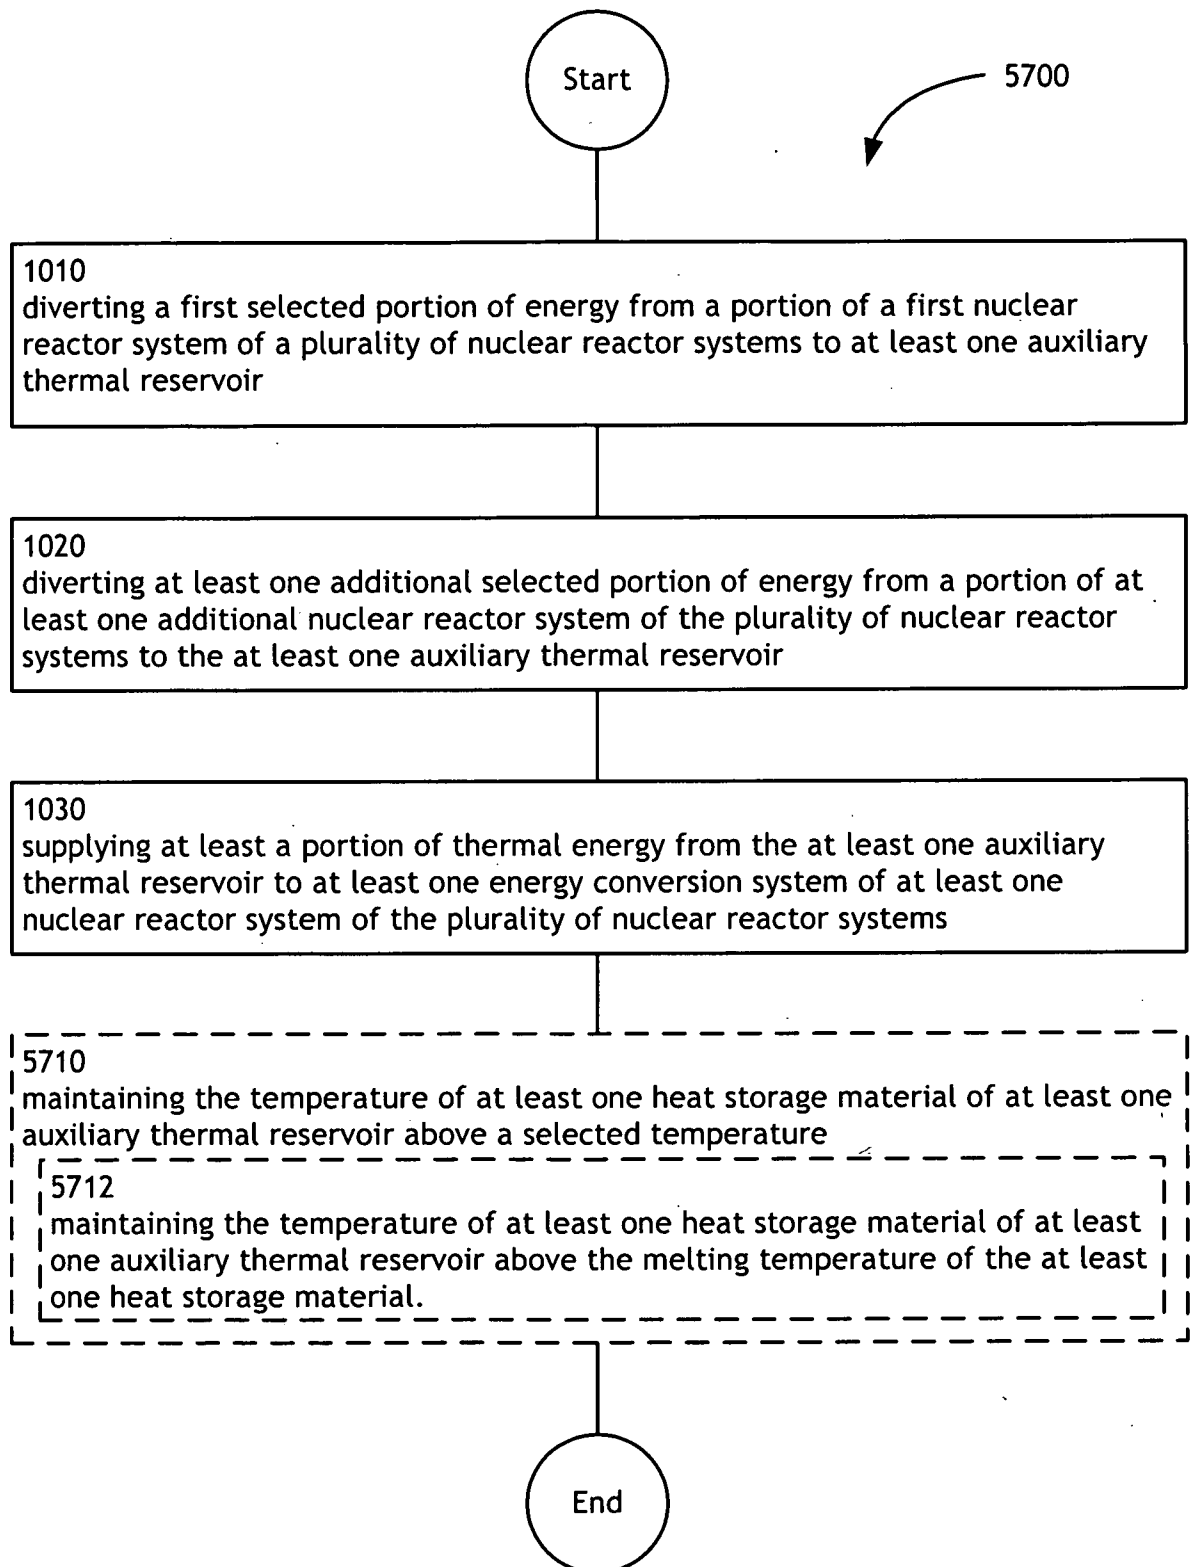 Start
5700
1010
diverting a first selected portion of energy from a portion of a first nuclear
reactor system of a plurality of nuclear reactor systems to at least one auxiliary
thermal reservoir
1020
diverting at least one additional selected portion of energy from a portion of at
least one additional nuclear reactor system of the plurality of nuclear reactor
systems to the at least one auxiliary thermal reservoir
1030
supplying at least a portion of thermal energy from the at least one auxiliary
thermal reservoir to at least one energy conversion system of at least one
nuclear reactor system of the plurality of nuclear reactor systems
5710
maintaining the temperature of at least one heat storage material of at least one
auxiliary thermal reservoir above a selected temperature
5712
maintaining the temperature of at least one heat storage material of at least
one auxiliary thermal reservoir above the melting temperature of the at least
one heat storage material.
End